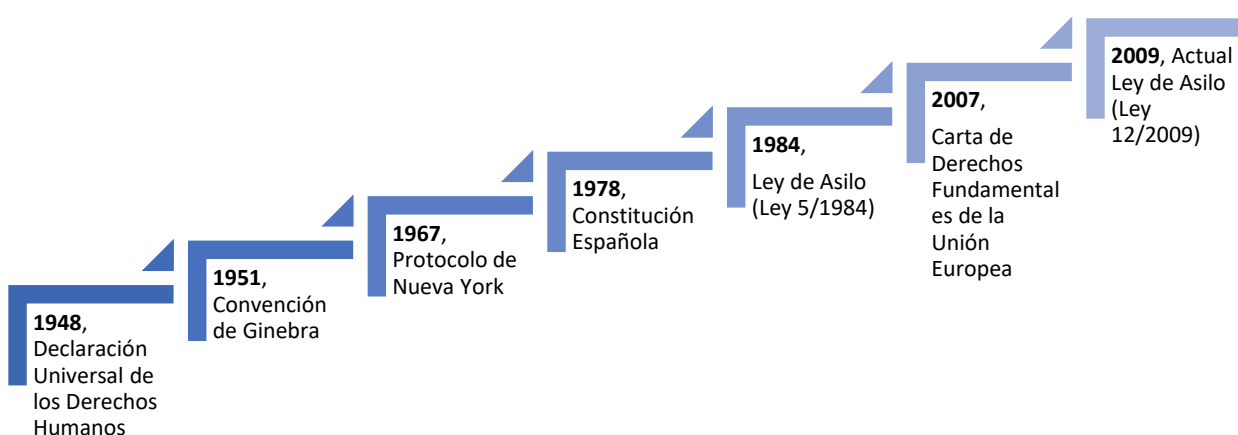 1948,
Declaración
Universal de
los Derechos
Humanos
1951,
Convención
de Ginebra
1967,
Protocolo de
Nueva York
1978,
Constitución
Española
1984,
Ley de Asilo
(Ley 5/1984)
2007,
Carta de
Derechos
Fundamental
es de la
Unión
Europea
2009, Actual
Ley de Asilo
(Ley
12/2009)